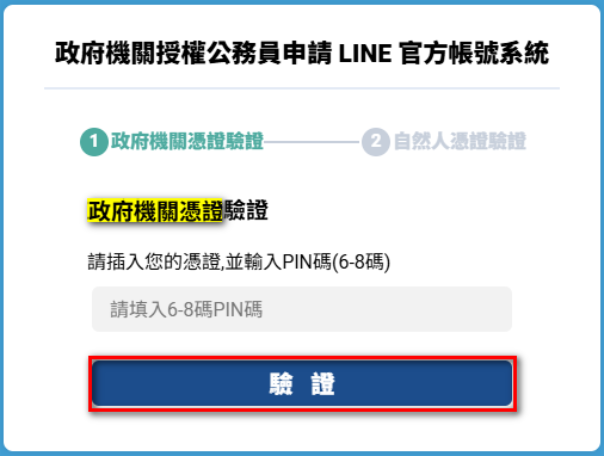 政府機關授權公務員申請 LINE 官方帳號系統
1 政府機關憑證驗證 2 自然人憑證驗證
政府機關憑證驗證
請插入您的憑證,並輸入PIN碼(6-8碼)
請填入6-8碼PIN碼
驗 證